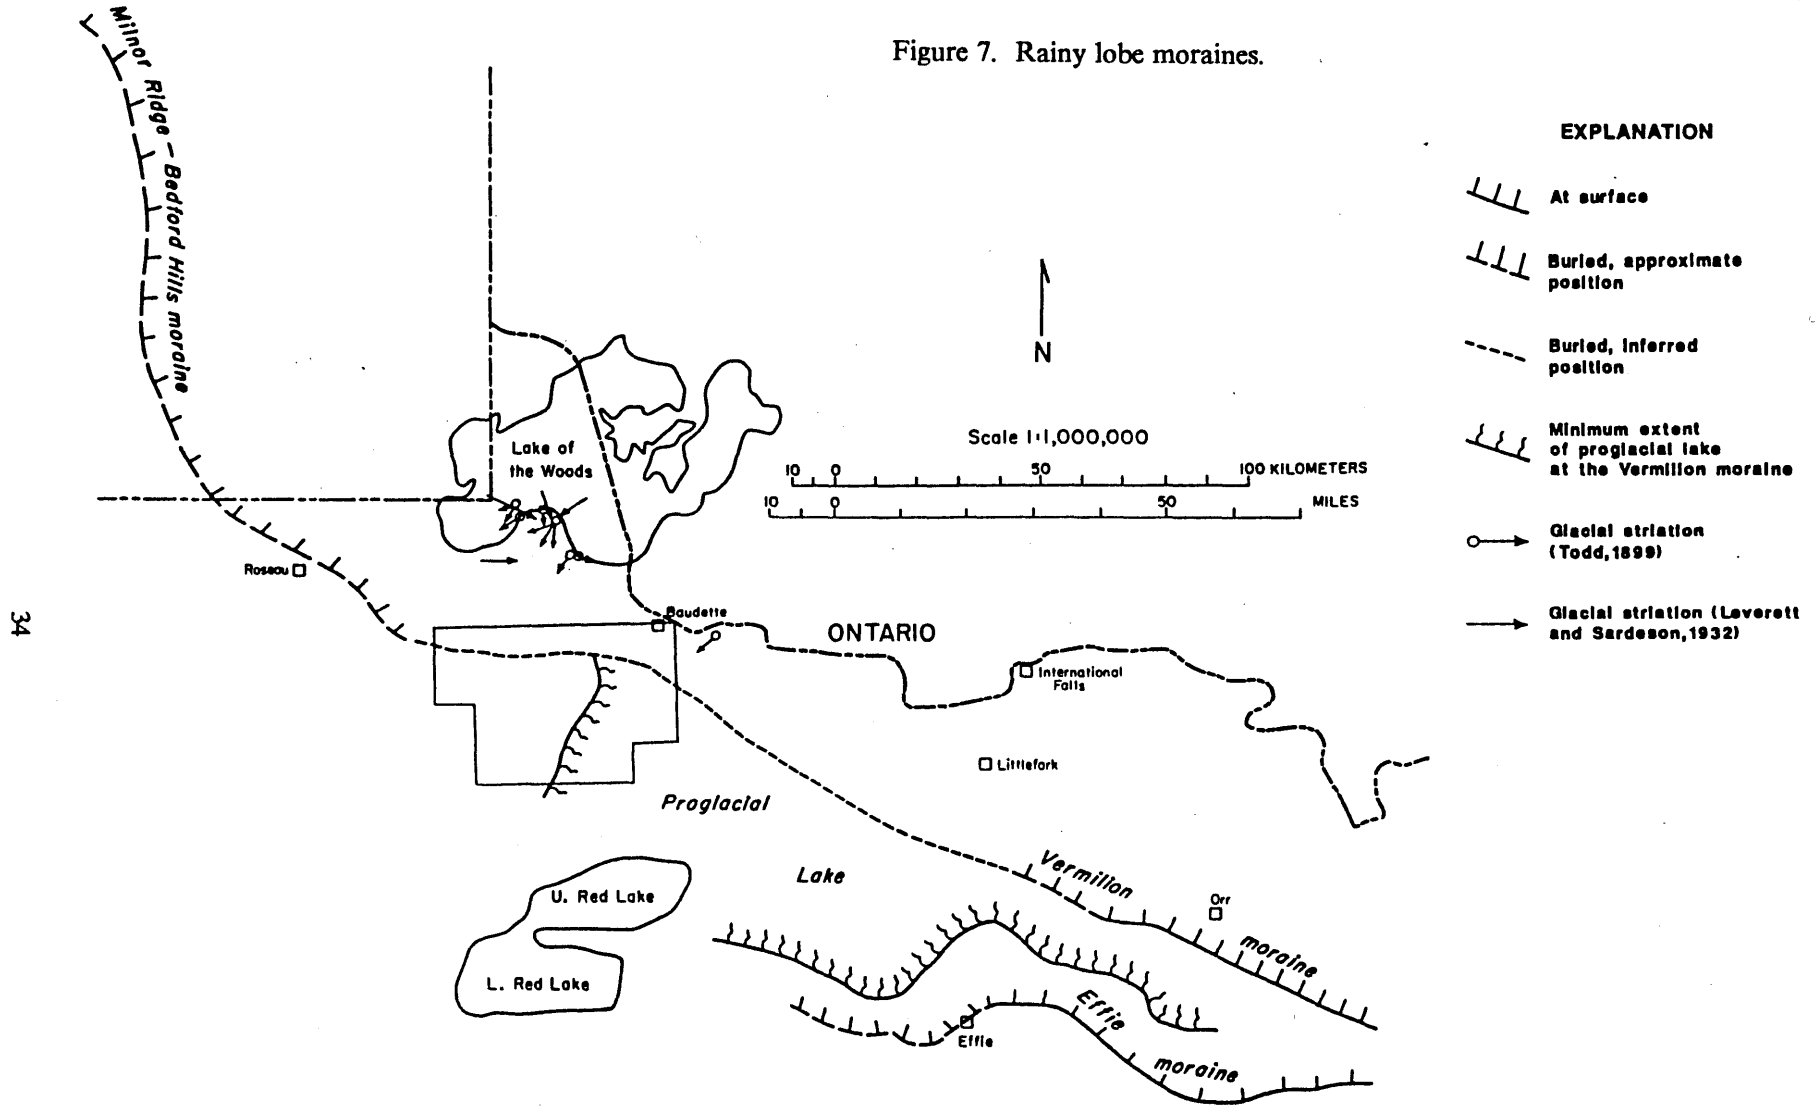 Figure 7. Rainy lobe moraines.
Milnor Ridge – Bedford Hills moraine
EXPLANATION
At surface
Buried, approximate
position
Buried, inferred
position
Minimum extent
of proglacial lake
at the Vermilion moraine
Glacial striation
(Todd,1899)
Glacial striation (Leverett
and Sardeson,1932)
N
Scale 1:1,000,000
10 0 50 100 KILOMETERS
10 0 50 MILES
Lake of
the Woods
Roseau
Baudette
ONTARIO
International
Falls
Littlefork
Proglacial
Lake
U. Red Lake
L. Red Lake
Vermilion
moraine
Orr
Effie
moraine
Effie
34